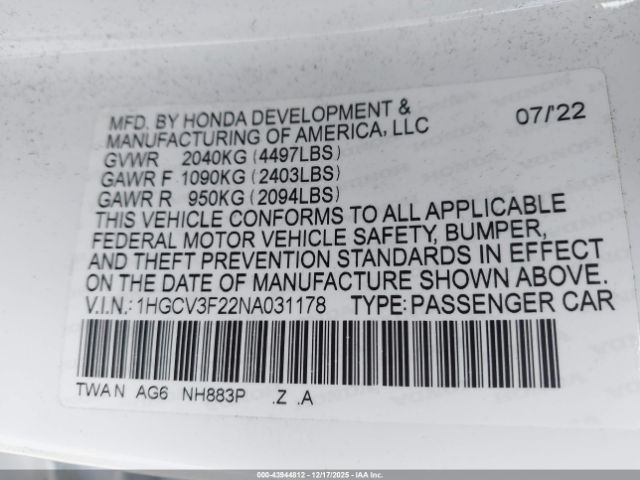 MFD. BY HONDA DEVELOPMENT &
MANUFACTURING OF AMERICA, LLC 07/'22
GVWR 2040KG (4497LBS)
GAWR F 1090KG (2403LBS)
GAWR R 950KG (2094LBS)
THIS VEHICLE CONFORMS TO ALL APPLICABLE
FEDERAL MOTOR VEHICLE SAFETY, BUMPER,
AND THEFT PREVENTION STANDARDS IN EFFECT
ON THE DATE OF MANUFACTURE SHOWN ABOVE.
V.I.N.: 1HGCV3F22NA031178 TYPE: PASSENGER CAR
TWA N AG6 NH883P .Z .A
000-43944812 | 12/17/2025 - IAA Inc.